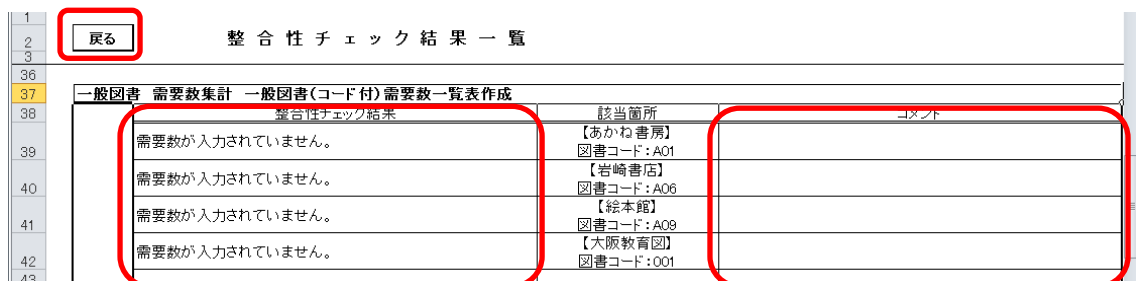 1
2 戻る 整合性チェック結果一覧
3
36
37 一般図書 需要数集計 一般図書(コード付)需要数一覧表作成
38 整合性チェック結果 該当箇所 コメント
39 需要数が入力されていません。 【あかね書房】
図書コード:A01
40 需要数が入力されていません。 【岩崎書店】
図書コード:A06
41 需要数が入力されていません。 【絵本館】
図書コード:A09
42 需要数が入力されていません。 【大阪教育図】
図書コード:001
43